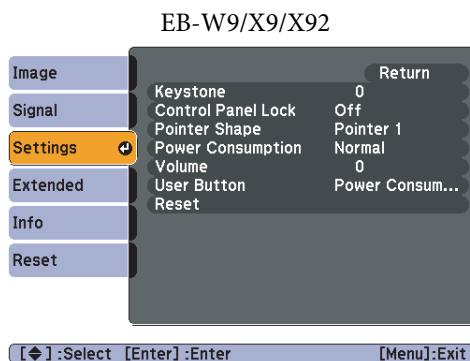 EB-W9/X9/X92
Image
Signal
Settings
Extended
Info
Reset
Return
Keystone 0
Control Panel Lock Off
Pointer Shape Pointer 1
Power Consumption Normal
Volume 0
User Button Power Consum...
Reset
[◆] :Select [Enter] :Enter [Menu]:Exit